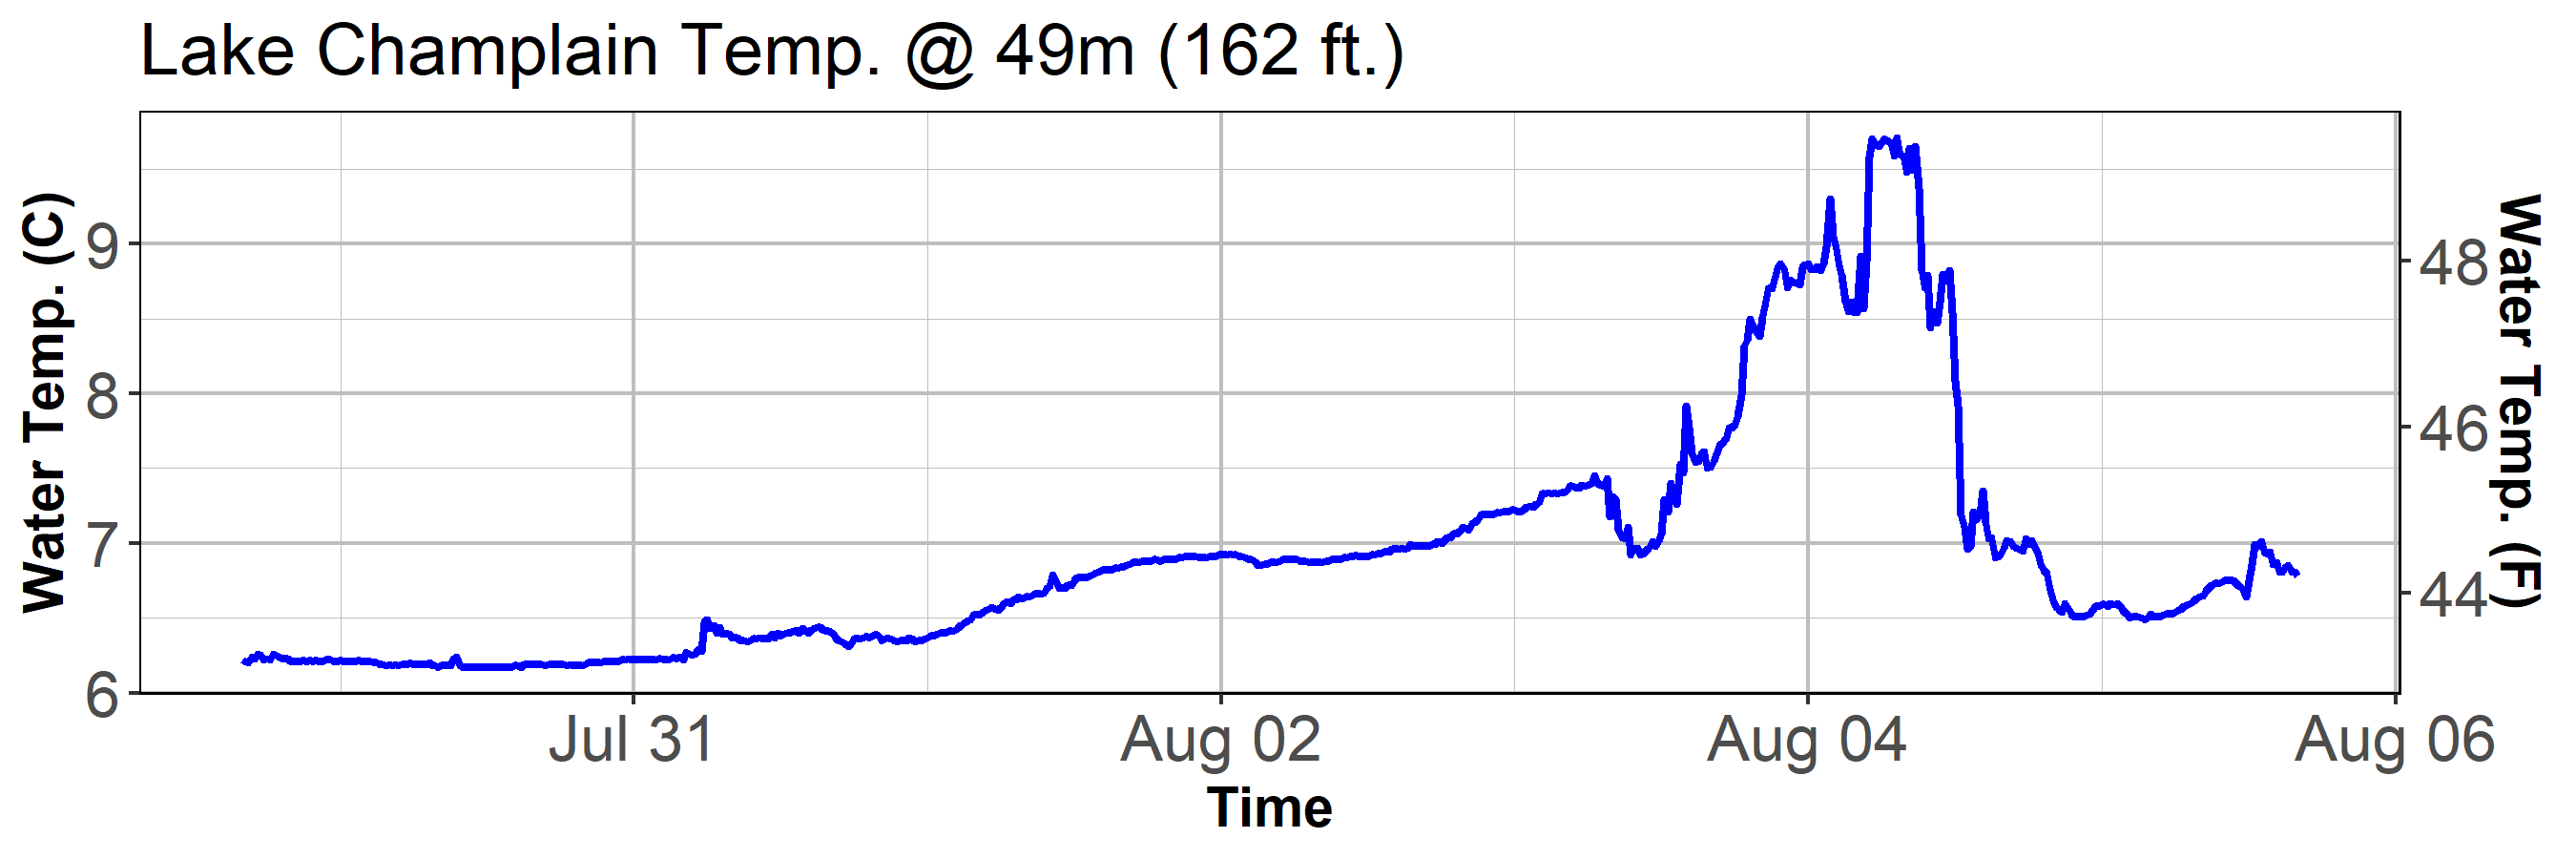 Lake Champlain Temp. @ 49m (162 ft.)
Water Temp. (C)
9
8
7
6
48
46
44
Water Temp. (F)
Jul 31
Aug 02
Aug 04
Aug 06
Time